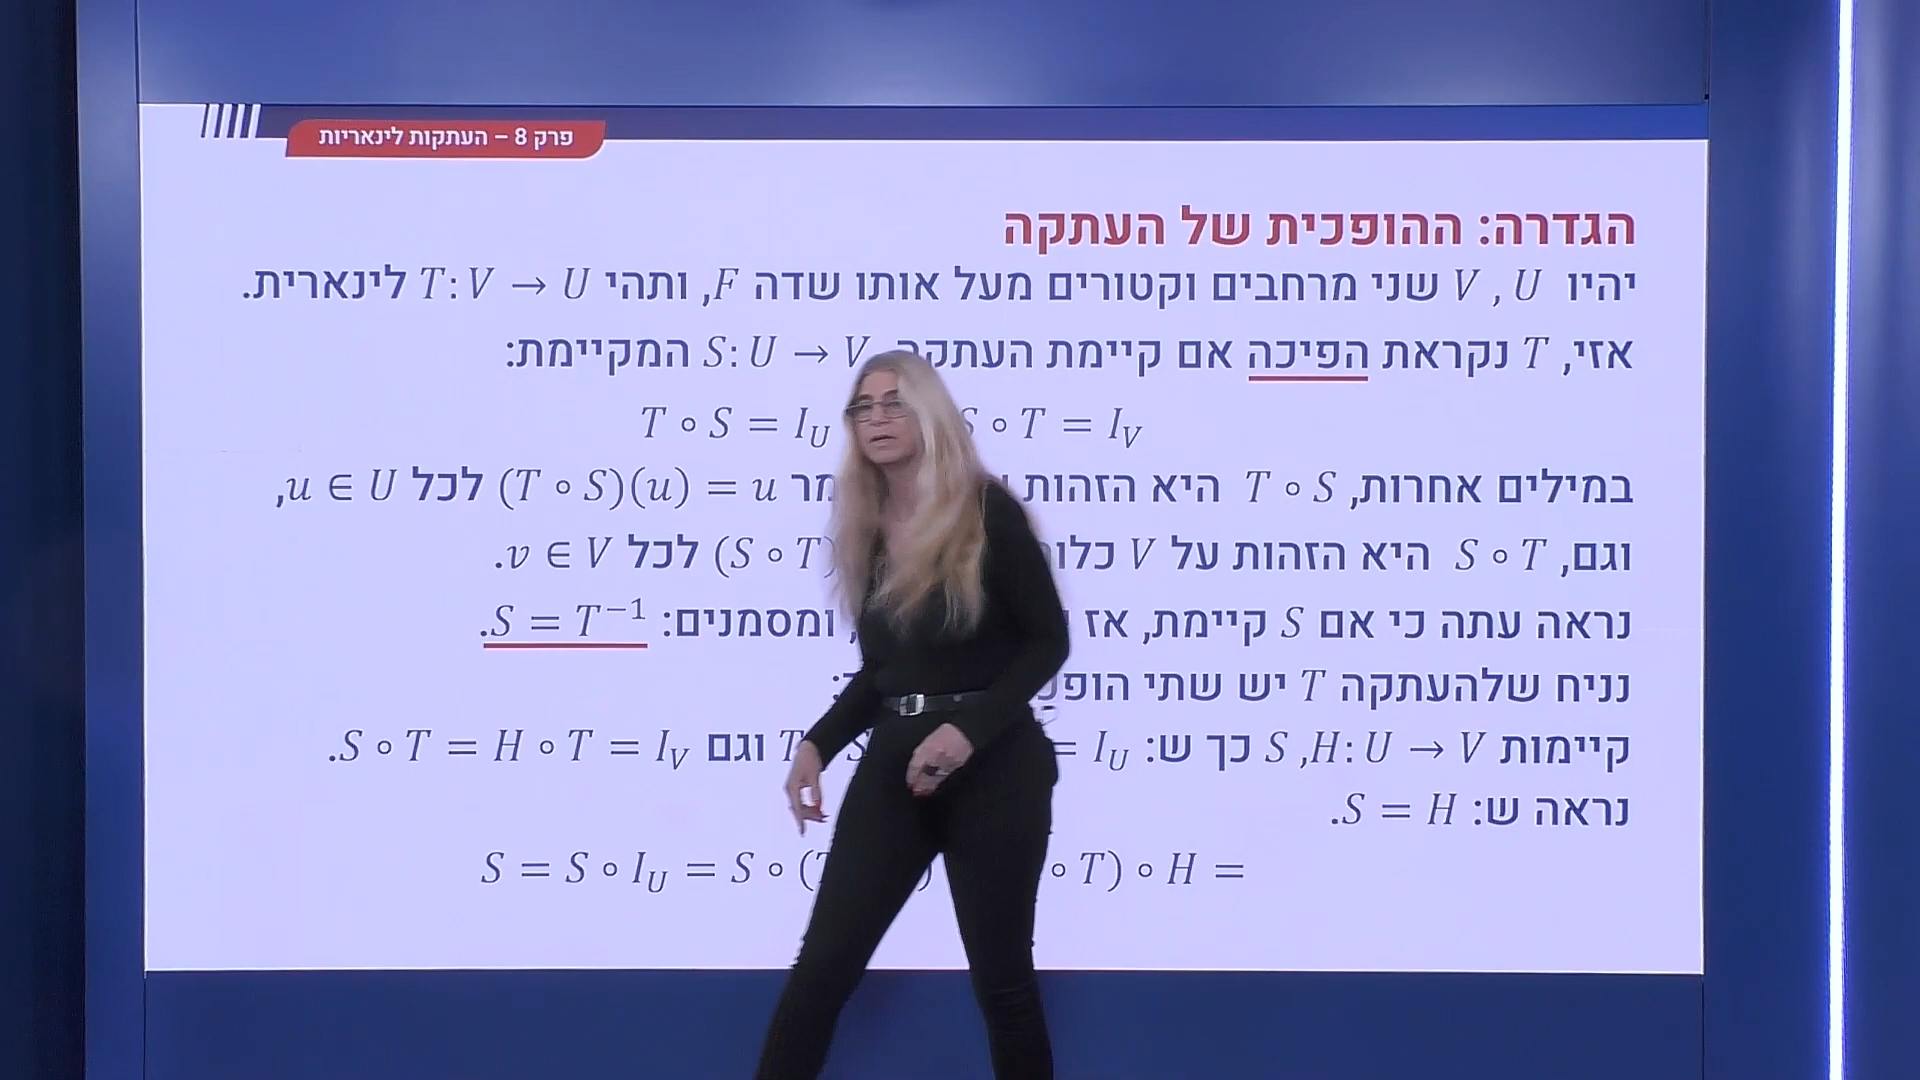 פרק 8 – העתקות לינאריות
הגדרה: ההופכית של העתקה
יהיו V , U שני מרחבים וקטורים מעל אותו שדה F, ותהי T: V → U לינארית.
אזי, T נקראת הפיכה אם קיימת העתקה S: U → V המקיימת:
T ∘ S = I_U S ∘ T = I_V
במילים אחרות, T ∘ S היא הזהות (T ∘ S)(u) = u לכל u ∈ U,
וגם, S ∘ T היא הזהות על V (S ∘ T) לכל v ∈ V.
נראה עתה כי אם S קיימת, אז ומסמנים: S = T⁻¹.
נניח שלהעתקה T יש שתי
קיימות S ,H: U → V כך ש: = I_U וגם S ∘ T = H ∘ T = I_V.
נראה ש: S = H.
S = S ∘ I_U = S ∘ ( ∘ T) ∘ H =